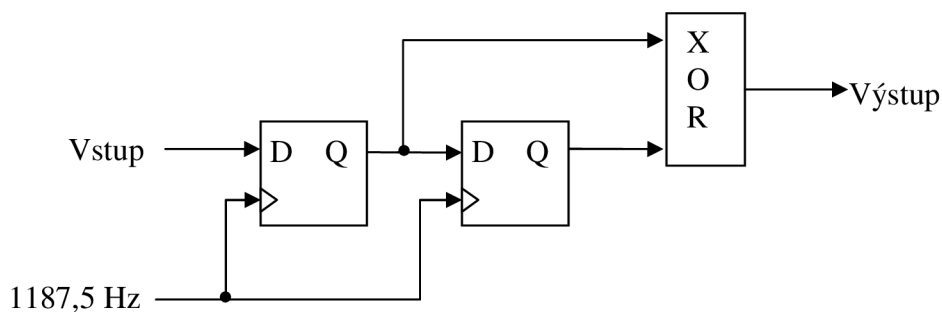 X
O
R
Výstup
Vstup
D Q
D Q
1187,5 Hz